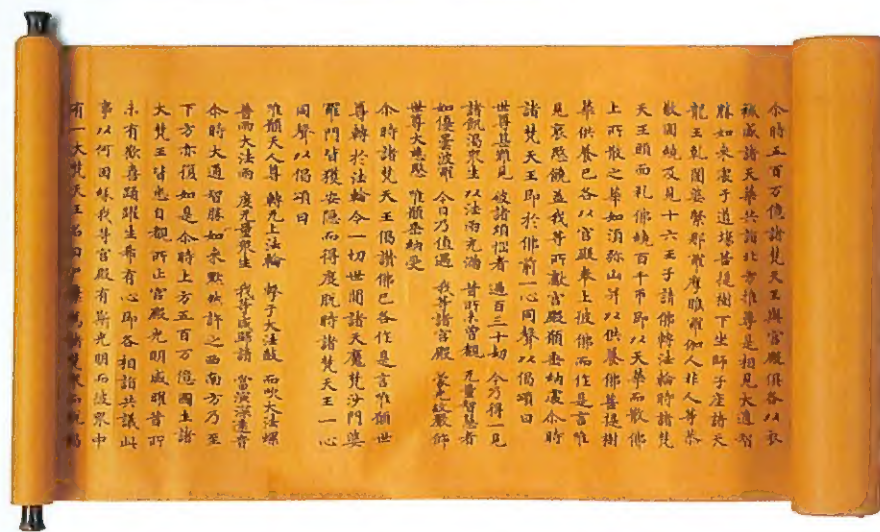 尒時五百万億諸梵天王與宮殿俱各以衣
裓盛諸天華共詣北方推尋是相見大通智
勝如來處于道場菩提樹下坐師子座諸天
龍王乾闥婆緊那羅摩睺羅伽人非人等恭
敬圍繞及見十六王子請佛轉法輪時諸梵
天王頭面礼佛繞百千帀即以天華而散佛
上所散之華如須弥山并以供養佛菩提樹
華供養已各以宮殿奉上彼佛而作是言唯
見哀愍饒益我等所獻宮殿願垂納處尒時
諸梵天王即於佛前一心同聲以偈頌曰
世尊甚難見 破諸煩惱者 過百三十劫 今乃得一見
諸飢渴衆生 以法雨充滿 昔所未曾覩 无量智慧者
如優曇波羅 今日乃值遇 我等諸宮殿 蒙光故嚴飾
世尊大慈愍 唯願垂納受
尒時諸梵天王偈讃佛已各作是言唯願世
尊轉於法輪令一切世間諸天魔梵沙門婆
羅門皆獲安隱而得度脫時諸梵天王一心
同聲以偈頌曰
唯願天人尊 轉无上法輪 擊于大法鼓 而吹大法螺
普雨大法雨 度无量衆生 我等咸歸請 當演深遠音
尒時大通智勝如來默然許之西南方乃至
下方亦復如是尒時上方五百万億國土諸
大梵王皆悉自覩所止宮殿光明威曜昔所
未有歡喜踊躍生希有心即各相詣共議此
事以何因緣我等宮殿有斯光明而彼衆中
有一大梵天王名曰尸棄為諸梵衆而說偈